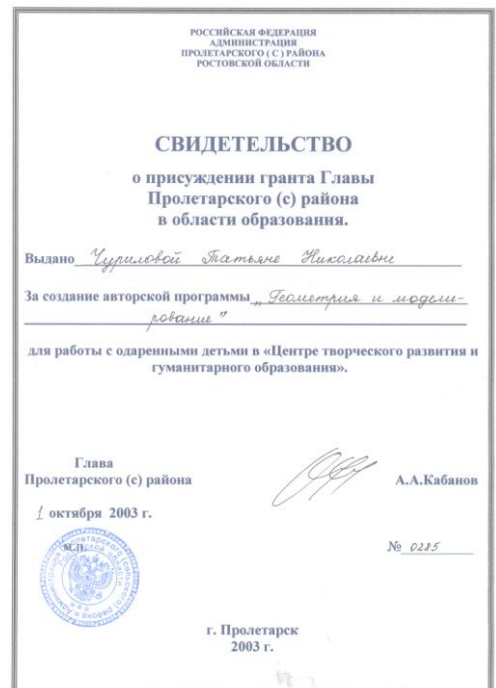 РОССИЙСКАЯ ФЕДЕРАЦИЯ
АДМИНИСТРАЦИЯ
ПРОЛЕТАРСКОГО ( С ) РАЙОНА
РОСТОВСКОЙ ОБЛАСТИ
СВИДЕТЕЛЬСТВО
о присуждении гранта Главы
Пролетарского (с) района
в области образования.
Выдано Чуриловой Татьяне Николаевне
За создание авторской программы „Геометрия и модели-
рование"
для работы с одаренными детьми в «Центре творческого развития и
гуманитарного образования».
Глава
Пролетарского (с) района
А.А.Кабанов
1 октября 2003 г.
М.П.
№ 0285
г. Пролетарск
2003 г.